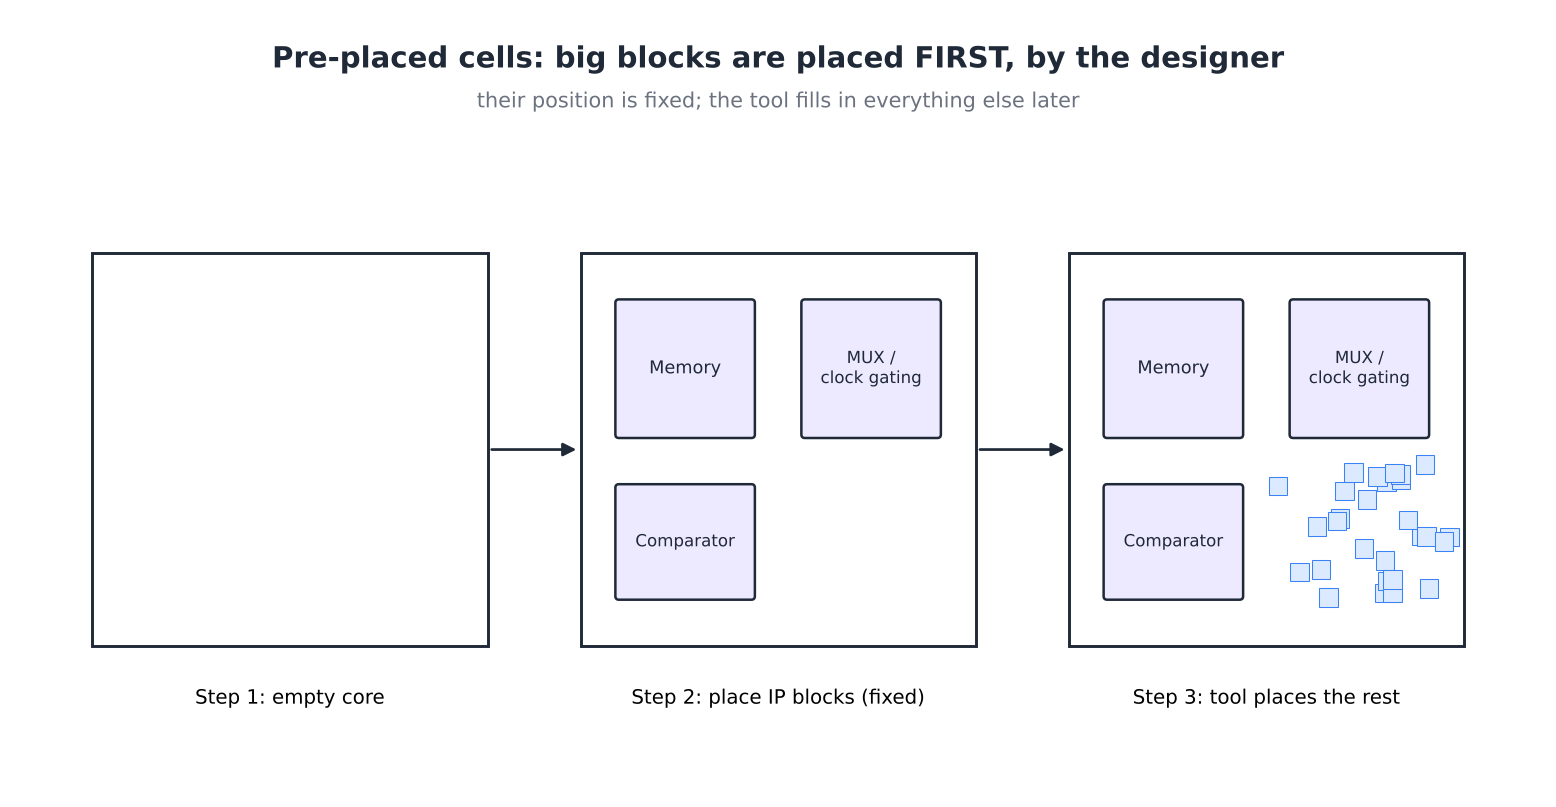 Pre-placed cells: big blocks are placed FIRST, by the designer
their position is fixed; the tool fills in everything else later
Memory
MUX /
clock gating
Comparator
Memory
MUX /
clock gating
Comparator
Step 1: empty core
Step 2: place IP blocks (fixed)
Step 3: tool places the rest